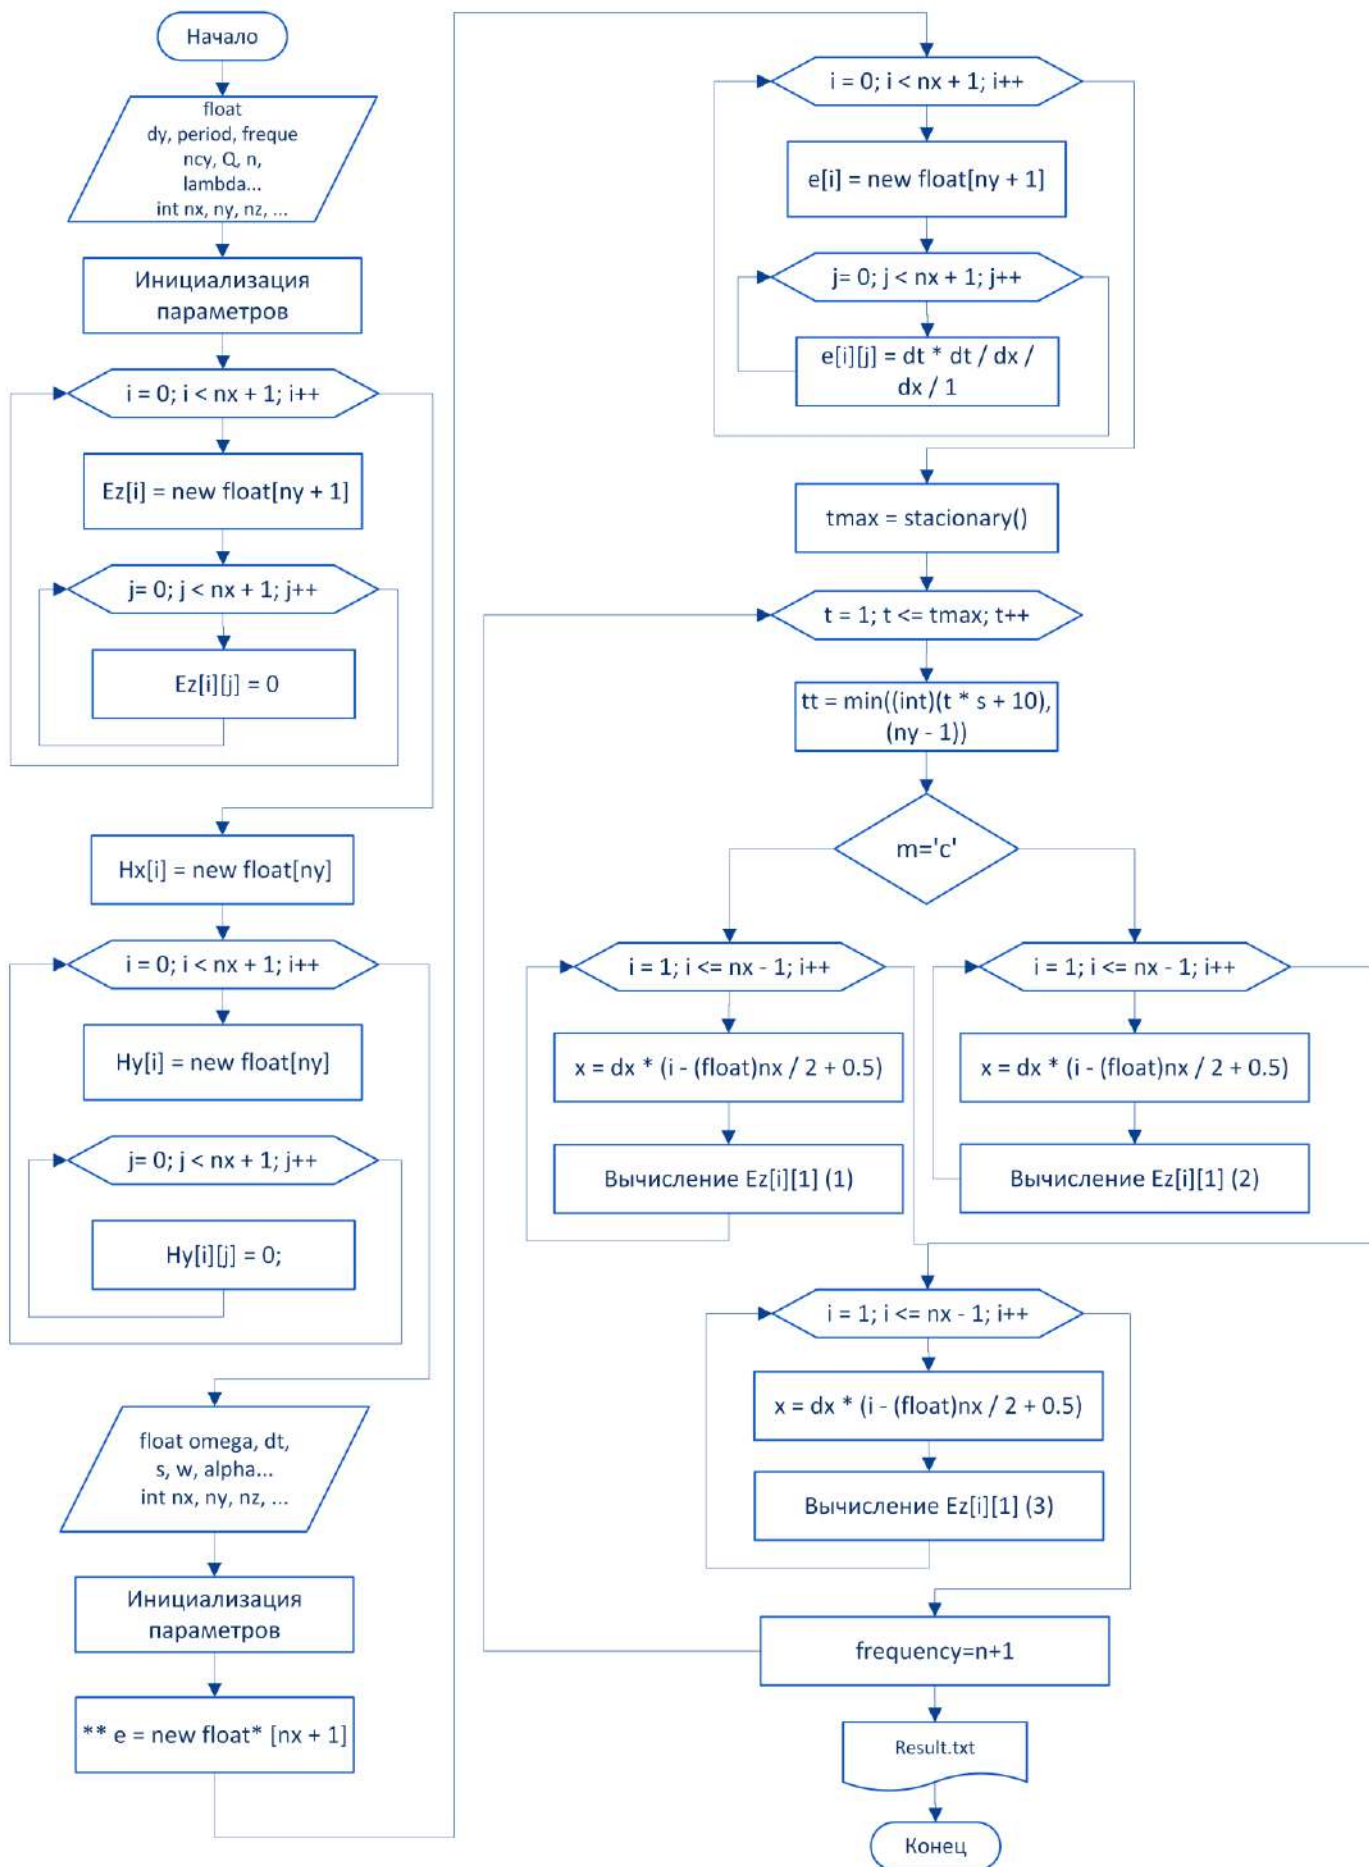 Начало
float
dy, period, freque
ncy, Q, n,
lambda...
int nx, ny, nz, ...
Инициализация
параметров
i = 0; i < nx + 1; i++
Ez[i] = new float[ny + 1]
j= 0; j < nx + 1; j++
Ez[i][j] = 0
Hx[i] = new float[ny]
i = 0; i < nx + 1; i++
Hy[i] = new float[ny]
j= 0; j < nx + 1; j++
Hy[i][j] = 0;
float omega, dt,
s, w, alpha...
int nx, ny, nz, ...
Инициализация
параметров
** e = new float* [nx + 1]
i = 0; i < nx + 1; i++
e[i] = new float[ny + 1]
j= 0; j < nx + 1; j++
e[i][j] = dt * dt / dx /
dx / 1
tmax = stacionary()
t = 1; t <= tmax; t++
tt = min((int)(t * s + 10),
(ny - 1))
m='c'
i = 1; i <= nx - 1; i++
x = dx * (i - (float)nx / 2 + 0.5)
Вычисление Ez[i][1] (1)
i = 1; i <= nx - 1; i++
x = dx * (i - (float)nx / 2 + 0.5)
Вычисление Ez[i][1] (2)
i = 1; i <= nx - 1; i++
x = dx * (i - (float)nx / 2 + 0.5)
Вычисление Ez[i][1] (3)
frequency=n+1
Result.txt
Конец